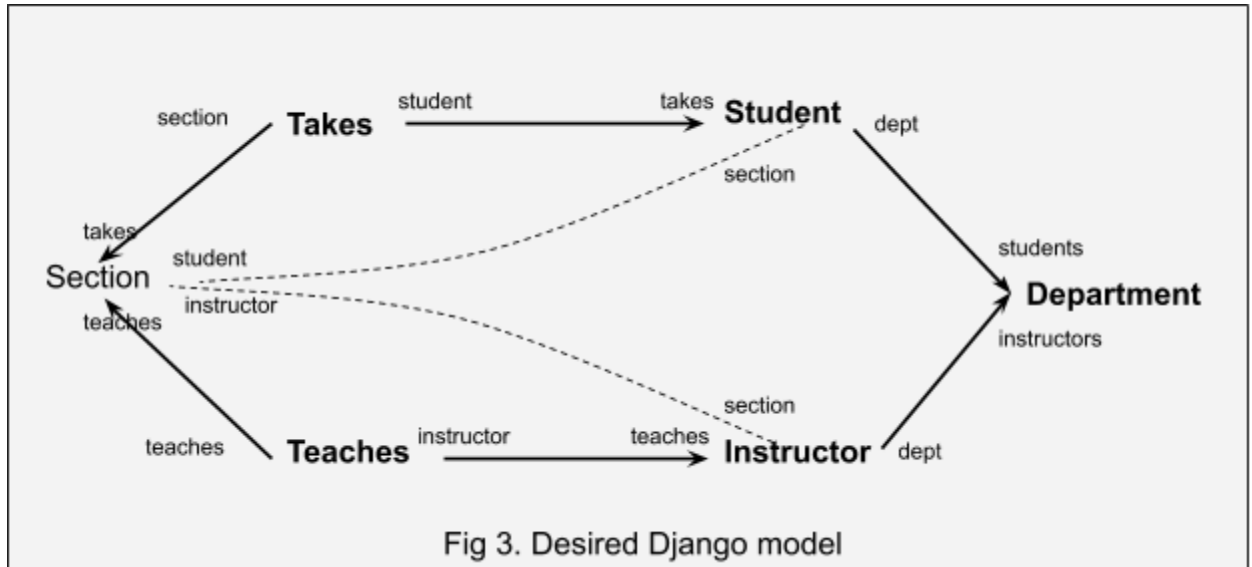 student
takes
Student
section
Takes
dept
section
takes
student
students
Section
Department
instructor
teaches
instructors
section
teaches
instructor
teaches
Teaches
Instructor
dept
Fig 3. Desired Django model